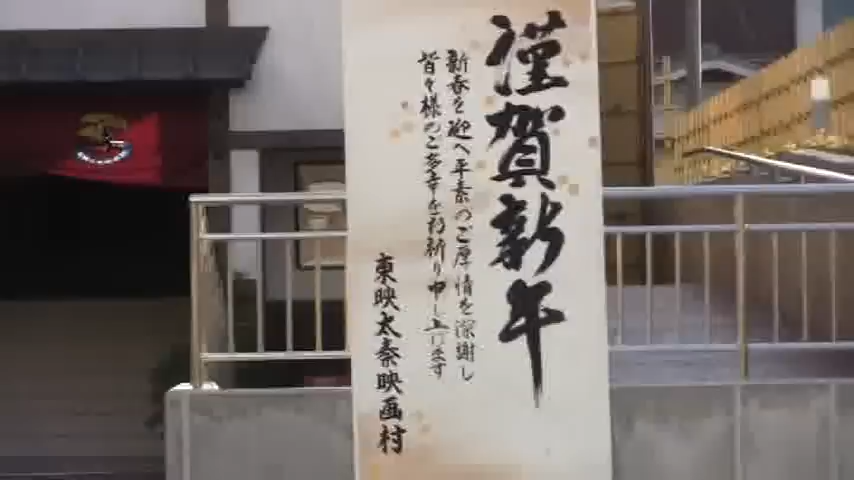 謹賀新年
新春を迎へ平素のご厚情を深謝し
皆々様のご多幸をお祈り申し上げます
東映太秦映画村